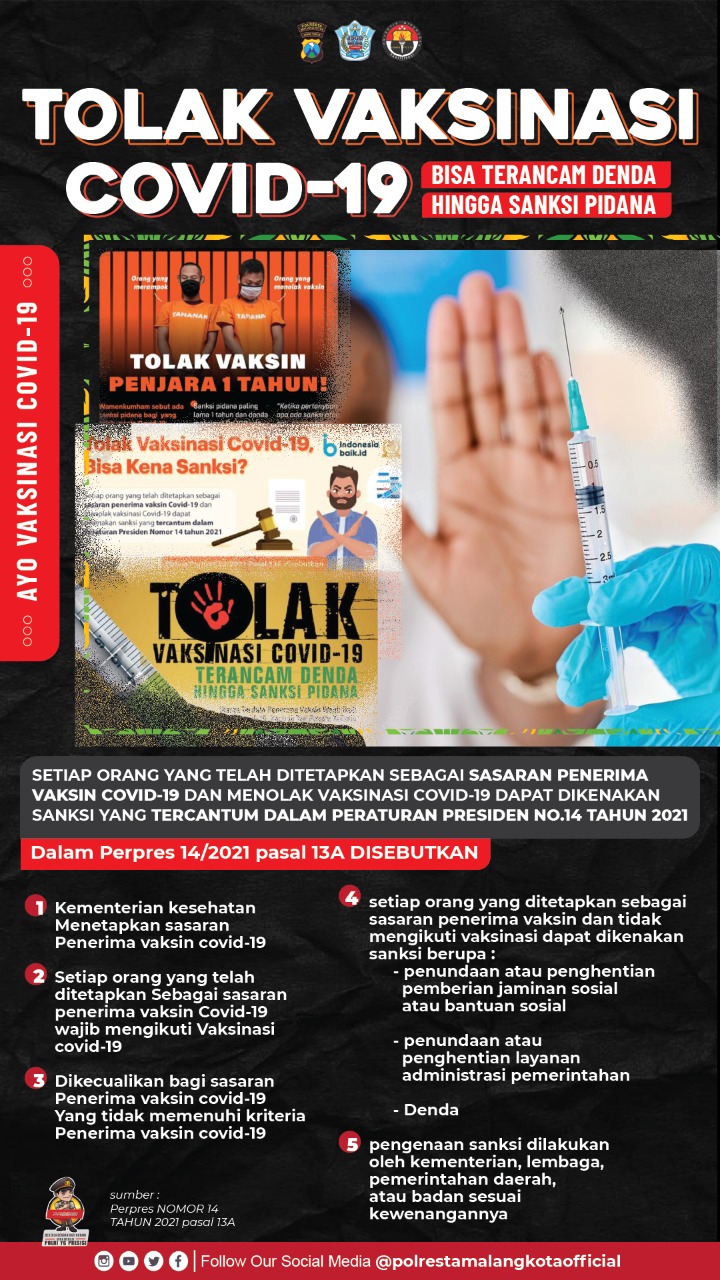 TOLAK VAKSINASI
COVID-19
BISA TERANCAM DENDA
HINGGA SANKSI PIDANA
AYO VAKSINASI COVID-19
Orang yang
merampok
Orang yang
menolak vaksin
TAHANAN
TOLAK VAKSIN
PENJARA 1 TAHUN!
Wamenkumham sebut ada
sanksi pidana bagi yang
Sanksi pidana paling
lama 1 tahun dan denda
"Ketika pertanyaan
apa ada sanksi
Tolak Vaksinasi Covid-19,
Bisa Kena Sanksi?
indonesia
baik.id
Setiap orang yang telah ditetapkan sebagai
sasaran penerima vaksin Covid-19 dan
menolak vaksinasi Covid-19 dapat
dikenakan sanksi yang tercantum dalam
Peraturan Presiden Nomor 14 tahun 2021
TOLAK
VAKSINASI COVID-19
TERANCAM DENDA
HINGGA SANKSI PIDANA
0.5
1.5
2
2.5
3
SETIAP ORANG YANG TELAH DITETAPKAN SEBAGAI SASARAN PENERIMA
VAKSIN COVID-19 DAN MENOLAK VAKSINASI COVID-19 DAPAT DIKENAKAN
SANKSI YANG TERCANTUM DALAM PERATURAN PRESIDEN NO.14 TAHUN 2021
Dalam Perpres 14/2021 pasal 13A DISEBUTKAN
1 Kementerian kesehatan
Menetapkan sasaran
Penerima vaksin covid-19
2 Setiap orang yang telah
ditetapkan Sebagai sasaran
penerima vaksin Covid-19
wajib mengikuti Vaksinasi
covid-19
3 Dikecualikan bagi sasaran
Penerima vaksin covid-19
Yang tidak memenuhi kriteria
Penerima vaksin covid-19
4 setiap orang yang ditetapkan sebagai
sasaran penerima vaksin dan tidak
mengikuti vaksinasi dapat dikenakan
sanksi berupa :
- penundaan atau penghentian
pemberian jaminan sosial
atau bantuan sosial
- penundaan atau
penghentian layanan
administrasi pemerintahan
- Denda
5 pengenaan sanksi dilakukan
oleh kementerian, lembaga,
pemerintahan daerah,
atau badan sesuai
kewenangannya
sumber :
Perpres NOMOR 14
TAHUN 2021 pasal 13A
Follow Our Social Media @polrestamalangkotaofficial